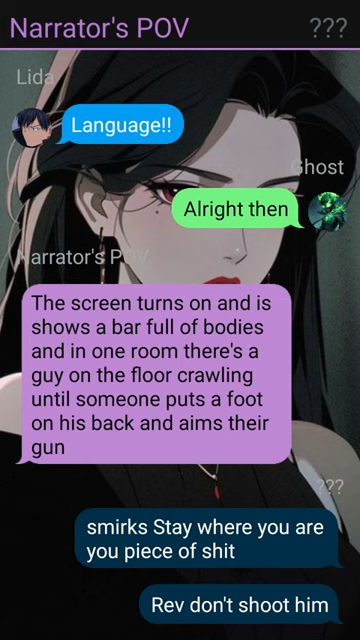 Narrator's POV
???
Lida
Language!!
Ghost
Alright then
Narrator's POV
The screen turns on and is
shows a bar full of bodies
and in one room there's a
guy on the floor crawling
until someone puts a foot
on his back and aims their
gun
???
smirks Stay where you are
you piece of shit
Rev don't shoot him